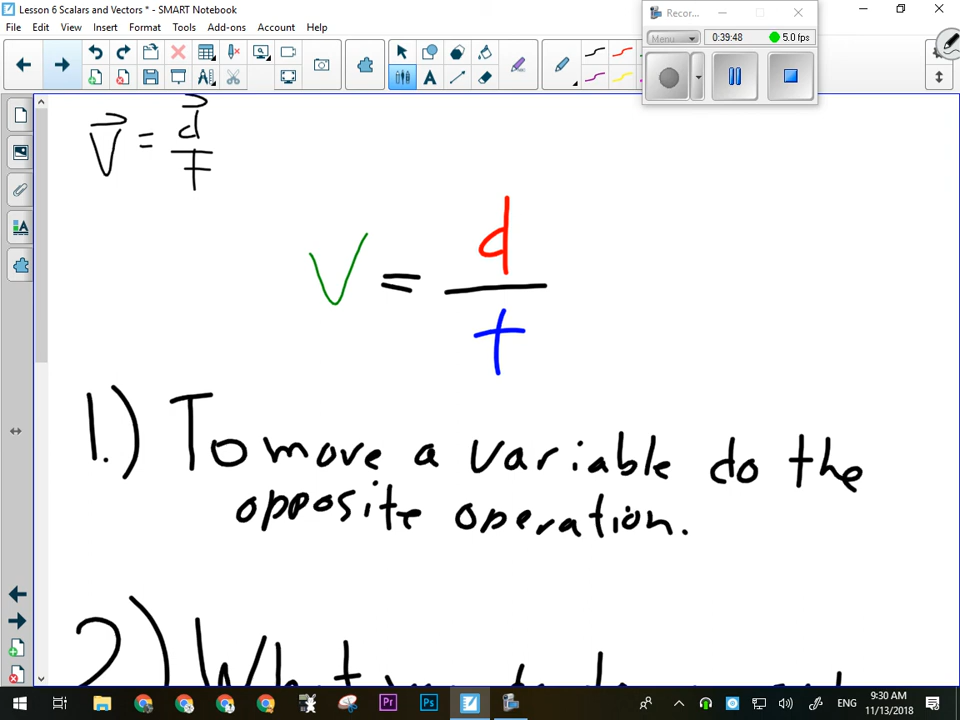 Lesson 6 Scalars and Vectors * - SMART Notebook
File Edit View Insert Format Tools Add-ons Account Help
Recor...
Menu
0:39:48
5.0 fps
V = d
t
V = d
t
1.) To move a variable do the
opposite operation.
2) What
ENG
9:30 AM
11/13/2018